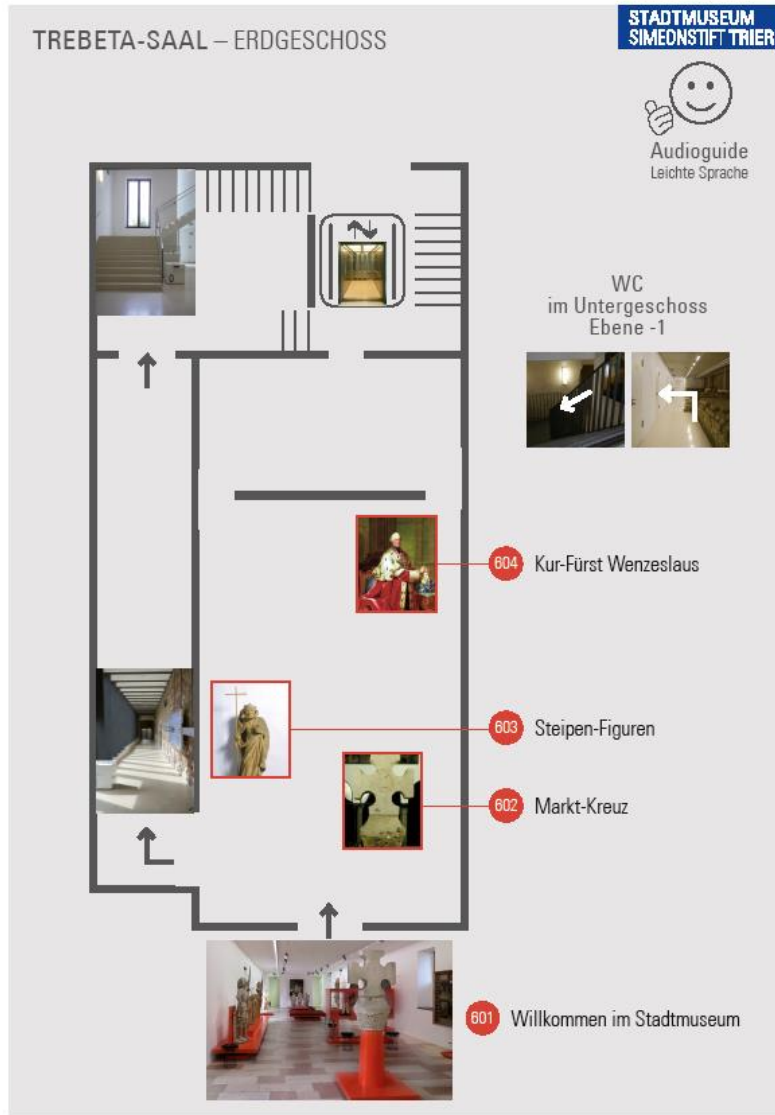 TREBETA-SAAL – ERDGESCHOSS
STADTMUSEUM
SIMEONSTIFT TRIER
Audioguide
Leichte Sprache
WC
im Untergeschoss
Ebene -1
604 Kur-Fürst Wenzeslaus
603 Steipen-Figuren
602 Markt-Kreuz
601 Willkommen im Stadtmuseum